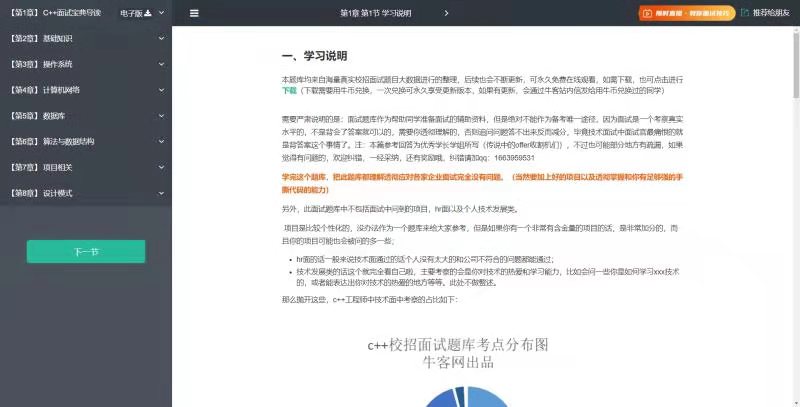 【第1章】 C++面试宝典导读
电子版
【第2章】 基础知识
【第3章】 操作系统
【第4章】 计算机网络
【第5章】 数据库
【第6章】 算法与数据结构
【第7章】 项目相关
【第8章】 设计模式
下一节
第1章 第1节 学习说明
推荐给朋友
一、学习说明
本题库均来自海量真实校招面试题目大数据进行的整理，后续也会不断更新，可永久免费在线观看，如需下载，也可点击进行
下载（下载需要用牛币兑换，一次兑换可永久享受更新版本，如果有更新，会通过牛客站内信发给用牛币兑换过的同学）
需要严肃说明的是：面试题库作为帮助同学准备面试的辅助资料，但是绝对不能作为备考唯一途径，因为面试是一个考察真实
水平的，不是背会了答案就可以的，需要你透彻理解的，否则追问问题答不出来反而减分，毕竟技术面试中面试官最痛恨的就
是背答案这个事情了。注：本篇参考回答为优秀学长学姐所写（传说中的offer收割机们），不过也可能部分地方有疏漏，如果
觉得有问题的，欢迎纠错，一经采纳，还有奖励哦，纠错请加qq：1663959531
学完这个题库，把此题库都理解透彻应对各家企业面试完全没有问题。（当然要加上好的项目以及透彻掌握和你有足够强的手
撕代码的能力）
另外，此面试题库中不包括面试中问到的项目，hr面以及个人技术发展类。
项目是比较个性化的，没办法作为一个题库来给大家参考，但是如果你有一个非常有含金量的项目的话，是非常加分的，而
且你的项目可能也会被问的多一些；
hr面的话一般来说技术面通过的话个人没有太大的和公司不符合的问题都能通过；
技术发展类的话这个就完全看自己啦，主要考察的会是你对技术的热爱和学习能力，比如会问一些你是如何学习xxx技术
的，或者能表达出你对技术的热爱的地方等等。此处不做赘述。
那么抛开这些，c++工程师中技术面中考察的占比如下：
c++校招面试题库考点分布图
牛客网出品